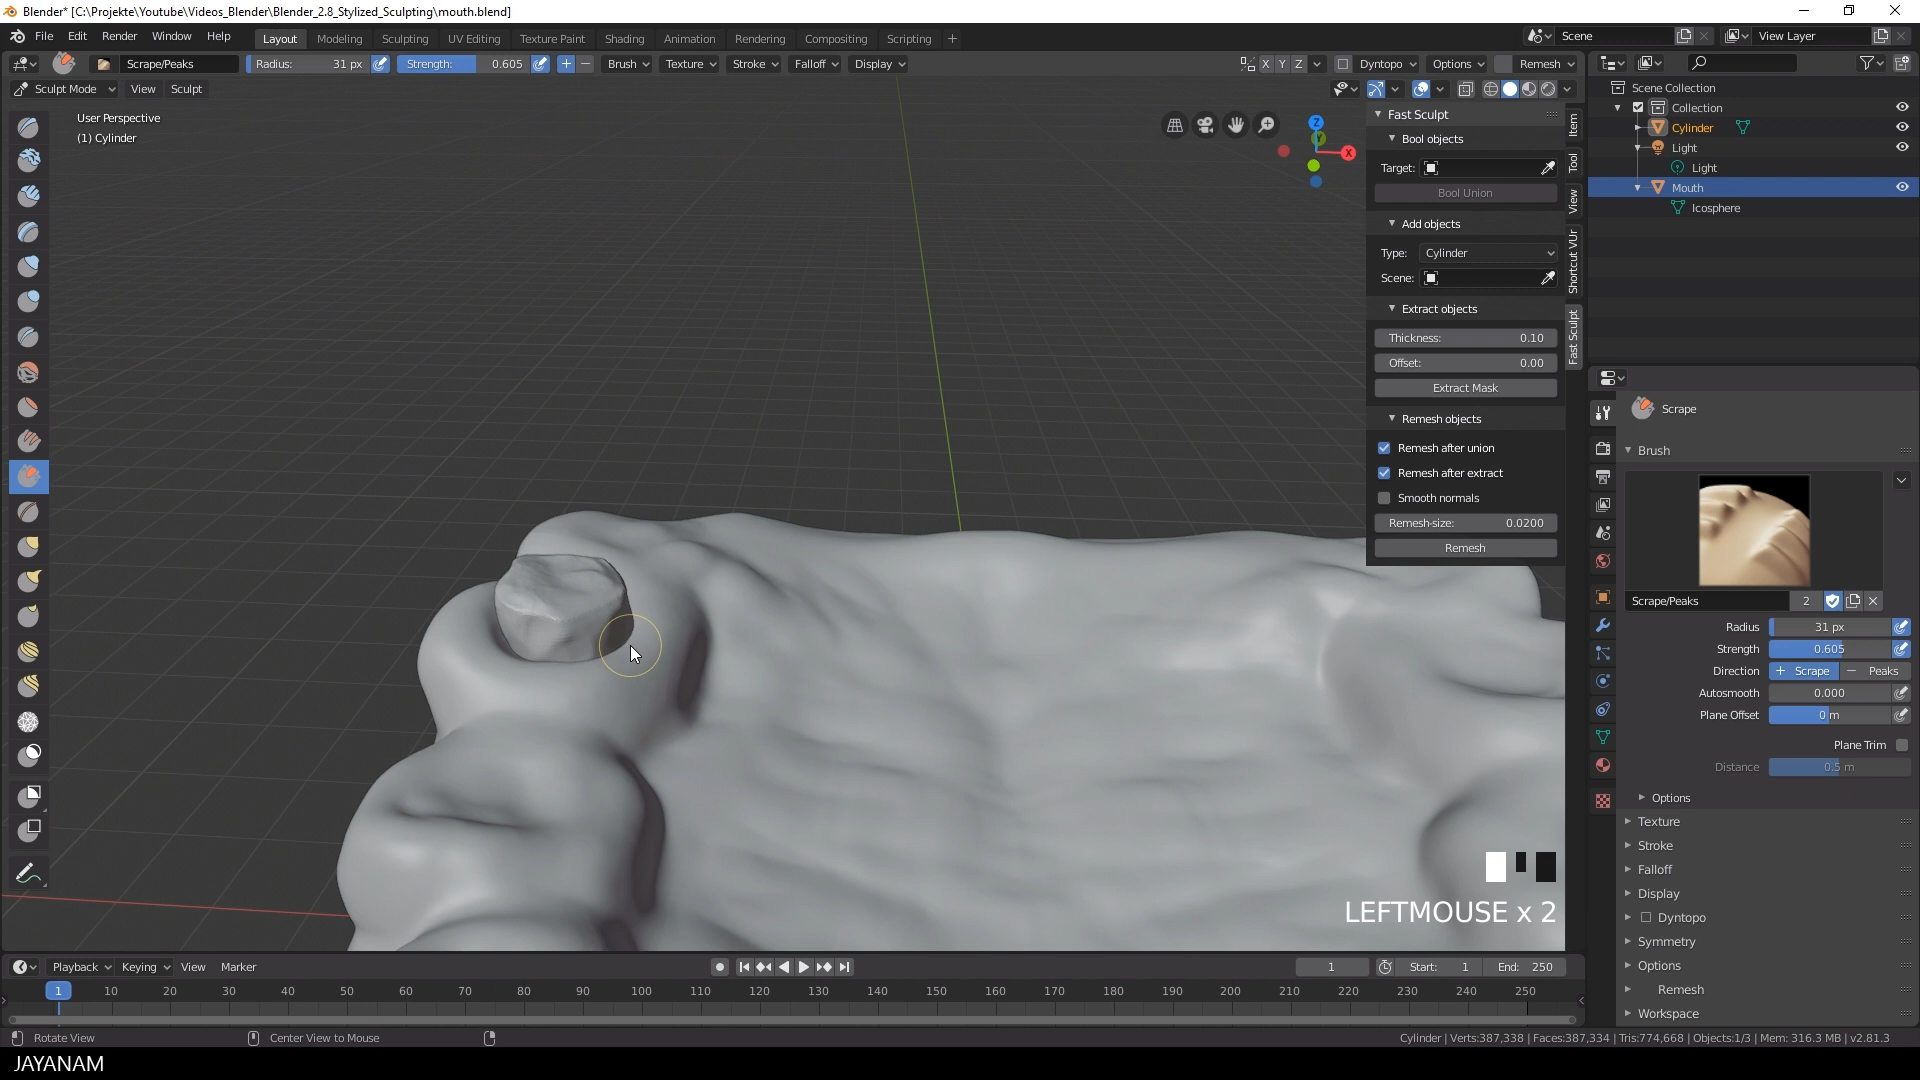 Blender* [C:\Projekte\Youtube\Videos_Blender\Blender_2.8_Stylized_Sculpting\mouth.blend]
File Edit Render Window Help Layout Modeling Sculpting UV Editing Texture Paint Shading Animation Rendering Compositing Scripting + Scene View Layer
Scrape/Peaks Radius: 31 px Strength: 0.605 Brush Texture Stroke Falloff Display X Y Z Dyntopo Options Remesh
Sculpt Mode View Sculpt
User Perspective
(1) Cylinder
Z
Y
X
Fast Sculpt
Bool objects
Target:
Bool Union
Add objects
Type: Cylinder
Scene:
Extract objects
Thickness: 0.10
Offset: 0.00
Extract Mask
Remesh objects
Remesh after union
Remesh after extract
Smooth normals
Remesh-size: 0.0200
Remesh
Item
Tool
View
Shortcut VUr
Fast Sculpt
LEFTMOUSE x 2
Scene Collection
Collection
Cylinder
Light
Light
Mouth
Icosphere
Scrape
Brush
Scrape/Peaks 2
Radius 31 px
Strength 0.605
Direction + Scrape − Peaks
Autosmooth 0.000
Plane Offset 0 m
Plane Trim
Distance 0.5 m
Options
Texture
Stroke
Falloff
Display
Dyntopo
Symmetry
Options
Remesh
Workspace
Playback Keying View Marker 1 Start: 1 End: 250
1 10 20 30 40 50 60 70 80 90 100 110 120 130 140 150 160 170 180 190 200 210 220 230 240 250
Rotate View Center View to Mouse Cylinder | Verts:387,338 | Faces:387,334 | Tris:774,668 | Objects:1/3 | Mem: 316.3 MB | v2.81.3
JAYANAM